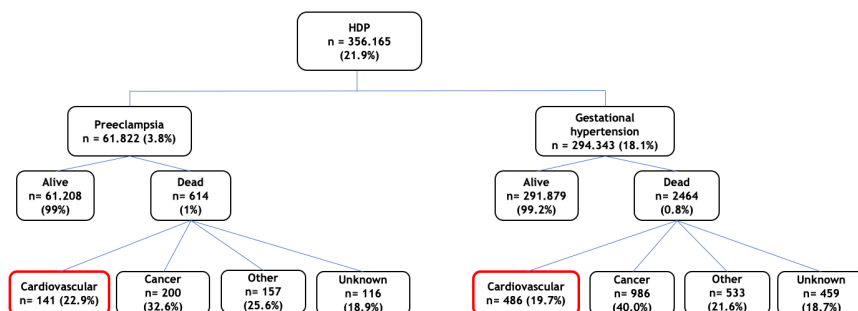 HDP
n = 356.165
(21.9%)
Preeclampsia
n = 61.822 (3.8%)
Gestational
hypertension
n = 294.343 (18.1%)
Alive
n= 61.208
(99%)
Dead
n= 614
(1%)
Alive
n= 291.879
(99.2%)
Dead
n= 2464
(0.8%)
Cardiovascular
n= 141 (22.9%)
Cancer
n= 200
(32.6%)
Other
n= 157
(25.6%)
Unknown
n= 116
(18.9%)
Cardiovascular
n= 486 (19.7%)
Cancer
n= 986
(40.0%)
Other
n= 533
(21.6%)
Unknown
n= 459
(18.7%)